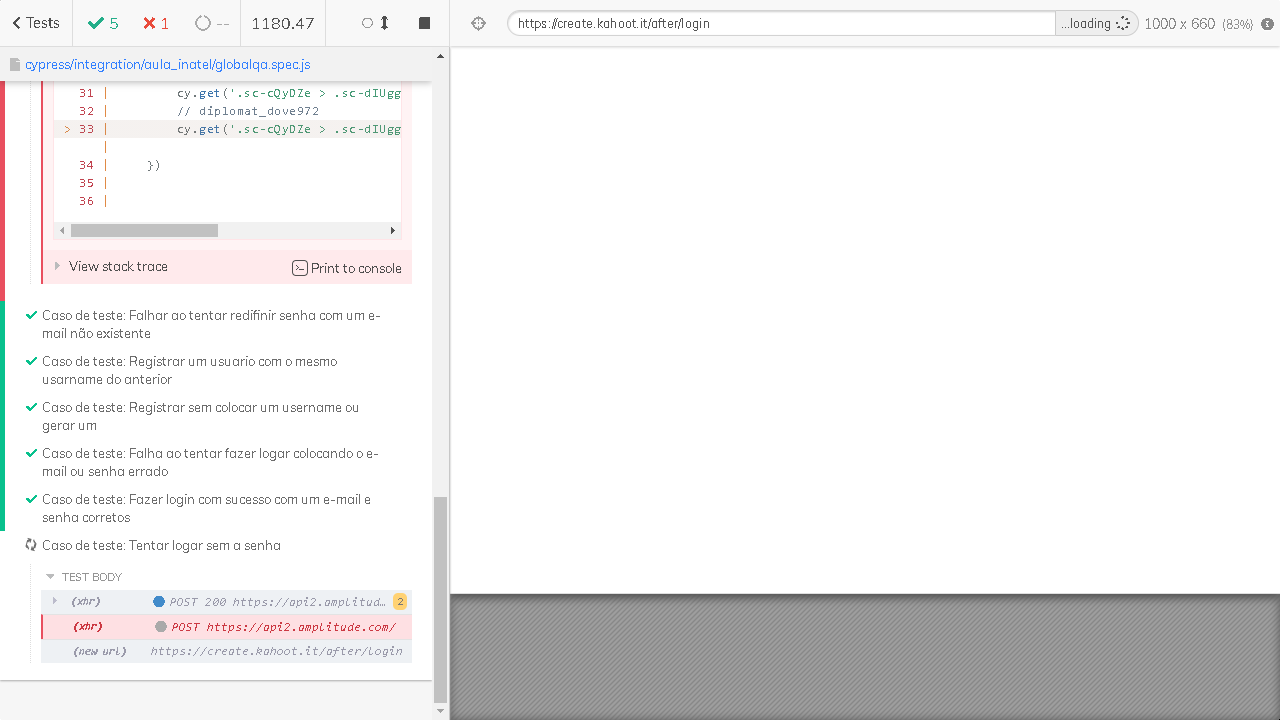 Tests 5 1 -- 1180.47
https://create.kahoot.it/after/login ...loading 1000 x 660 (83%)
cypress/integration/aula_inatel/globalqa.spec.js
31 | cy.get('.sc-cQyDZe > .sc-dIUgg
32 | // diplomat_dove972
> 33 | cy.get('.sc-cQyDZe > .sc-dIUgg
|
34 | })
35 |
36 |
View stack trace Print to console
Caso de teste: Falhar ao tentar redifinir senha com um e-
mail não existente
Caso de teste: Registrar um usuario com o mesmo
usarname do anterior
Caso de teste: Registrar sem colocar um username ou
gerar um
Caso de teste: Falha ao tentar fazer logar colocando o e-
mail ou senha errado
Caso de teste: Fazer login com sucesso com um e-mail e
senha corretos
Caso de teste: Tentar logar sem a senha
TEST BODY
(xhr) POST 200 https://api2.amplitud... 2
(xhr) POST https://api2.amplitude.com/
(new url) https://create.kahoot.it/after/login